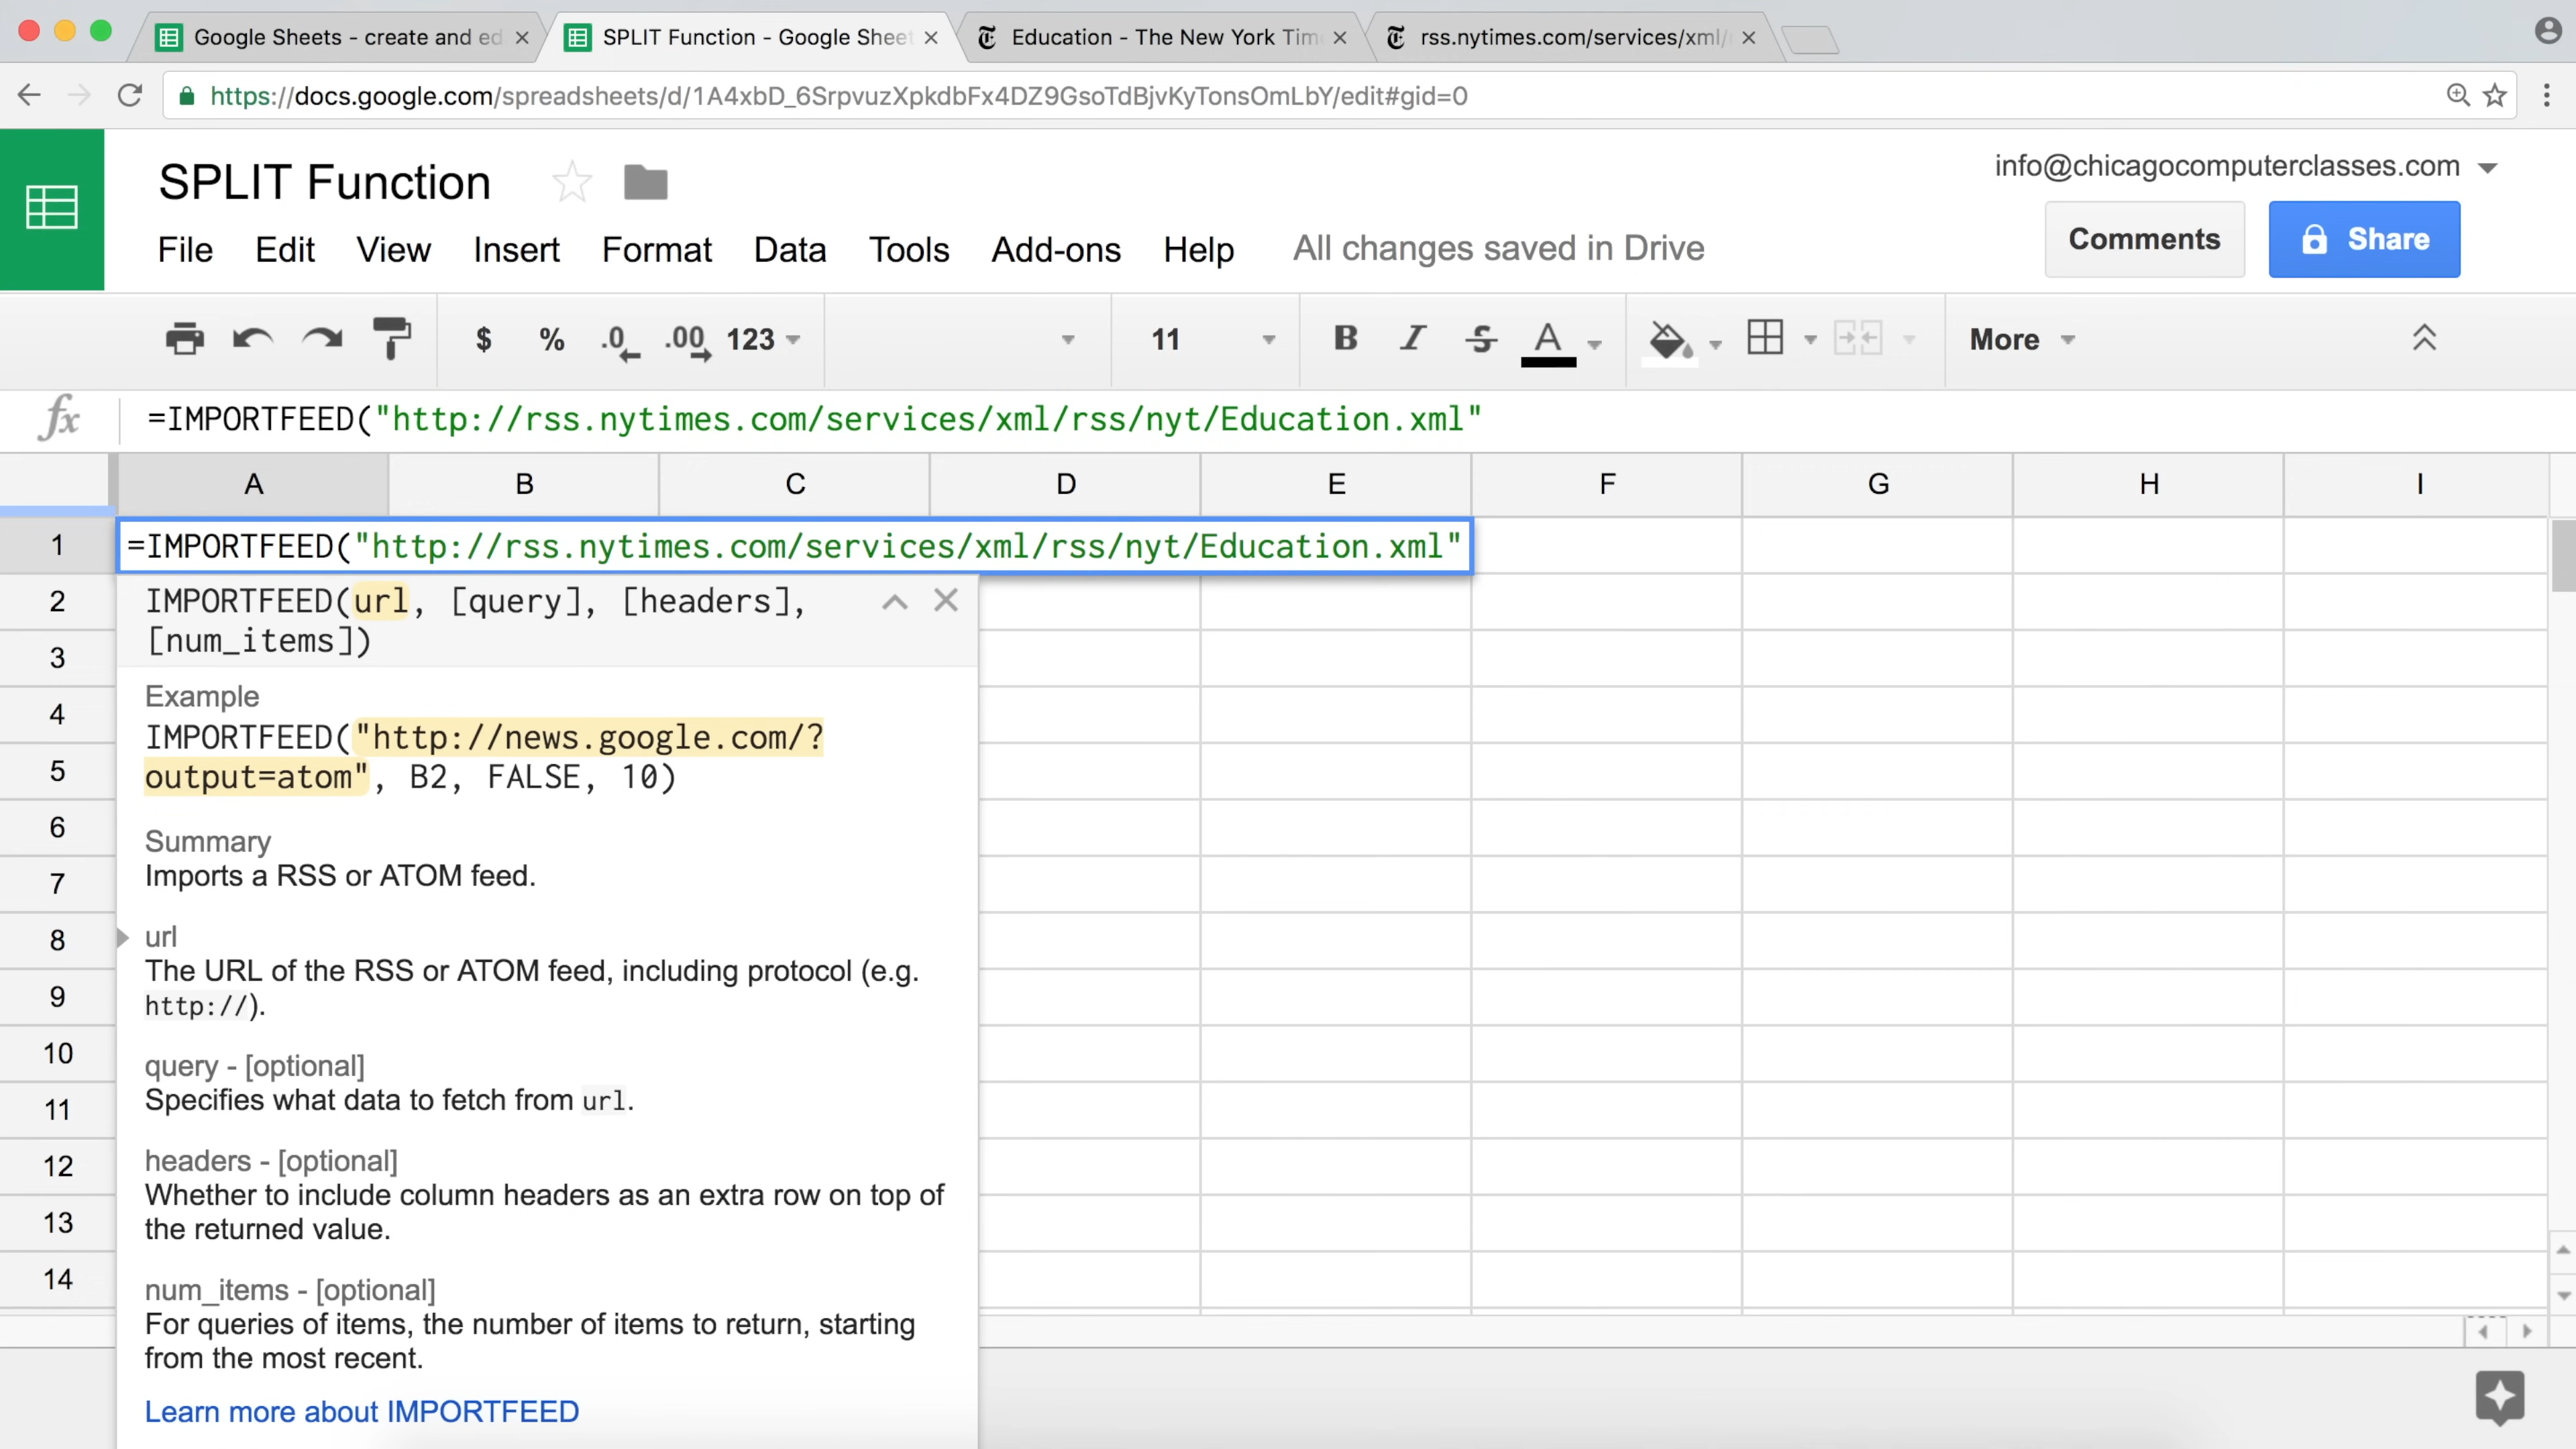 Google Sheets - create and ed
SPLIT Function - Google Sheet
Education - The New York Tim
rss.nytimes.com/services/xml/
https://docs.google.com/spreadsheets/d/1A4xbD_6SrpvuzXpkdbFx4DZ9GsoTdBjvKyTonsOmLbY/edit#gid=0
SPLIT Function
info@chicagocomputerclasses.com
File Edit View Insert Format Data Tools Add-ons Help All changes saved in Drive
Comments
Share
$ % .0 .00 123 11 B I S A More
fx =IMPORTFEED("http://rss.nytimes.com/services/xml/rss/nyt/Education.xml"
A B C D E F G H I
1 =IMPORTFEED("http://rss.nytimes.com/services/xml/rss/nyt/Education.xml"
2
3
4
5
6
7
8
9
10
11
12
13
14
IMPORTFEED(url, [query], [headers],
[num_items])
Example
IMPORTFEED("http://news.google.com/?
output=atom", B2, FALSE, 10)
Summary
Imports a RSS or ATOM feed.
url
The URL of the RSS or ATOM feed, including protocol (e.g.
http://).
query - [optional]
Specifies what data to fetch from url.
headers - [optional]
Whether to include column headers as an extra row on top of
the returned value.
num_items - [optional]
For queries of items, the number of items to return, starting
from the most recent.
Learn more about IMPORTFEED